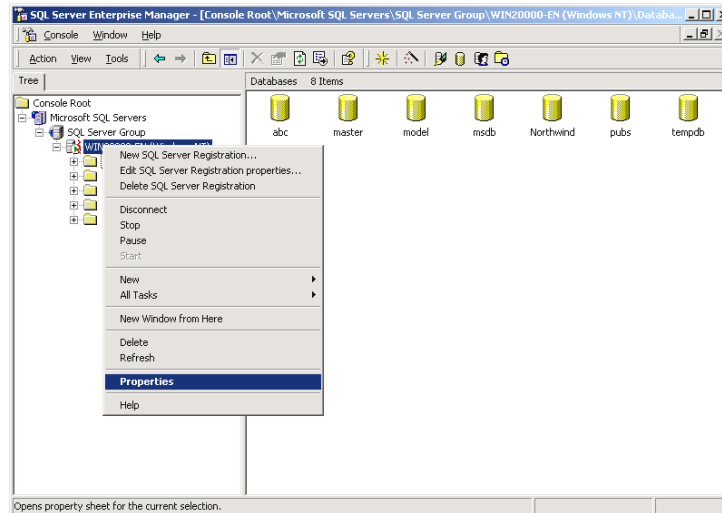 SQL Server Enterprise Manager - [Console Root\Microsoft SQL Servers\SQL Server Group\WIN20000-EN (Windows NT)\Databa...
Console Window Help
Action View Tools
Tree
Databases 8 Items
Console Root
Microsoft SQL Servers
SQL Server Group
abc master model msdb Northwind pubs tempdb
New SQL Server Registration...
Edit SQL Server Registration properties...
Delete SQL Server Registration
Disconnect
Stop
Pause
Start
New
All Tasks
New Window from Here
Delete
Refresh
Properties
Help
Opens property sheet for the current selection.